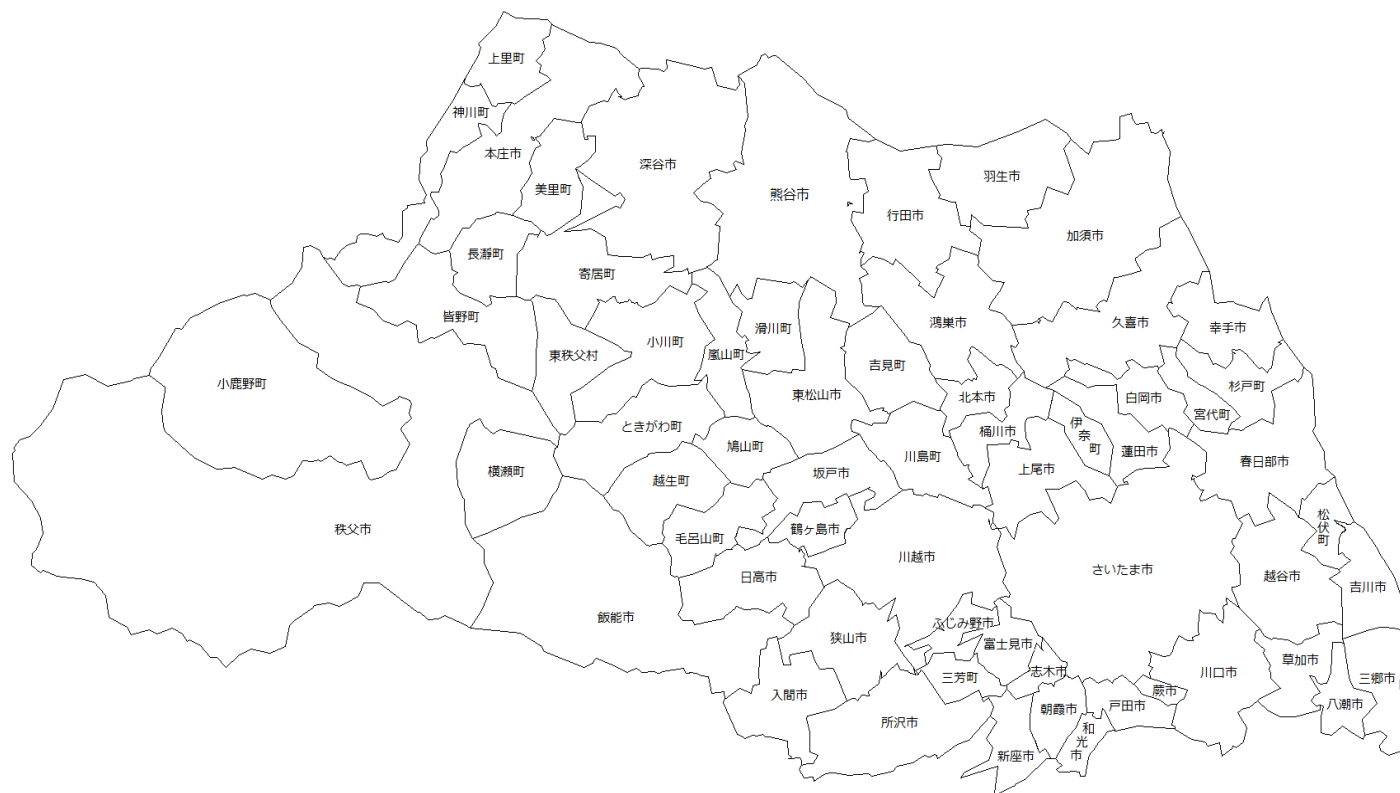 上里町
神川町
本庄市
美里町
深谷市
熊谷市
行田市
羽生市
加須市
長瀞町
寄居町
皆野町
東秩父村
小川町
嵐山町
滑川町
東松山市
吉見町
鴻巣市
久喜市
幸手市
小鹿野町
北本市
白岡市
杉戸町
宮代町
桶川市
伊奈町
蓮田市
上尾市
春日部市
ときがわ町
鳩山町
川島町
横瀬町
越生町
坂戸市
秩父市
毛呂山町
鶴ヶ島市
川越市
さいたま市
松伏町
越谷市
吉川市
日高市
飯能市
狭山市
ふじみ野市
富士見市
三芳町
志木市
入間市
所沢市
朝霞市
新座市
和光市
戸田市
蕨市
川口市
草加市
八潮市
三郷市